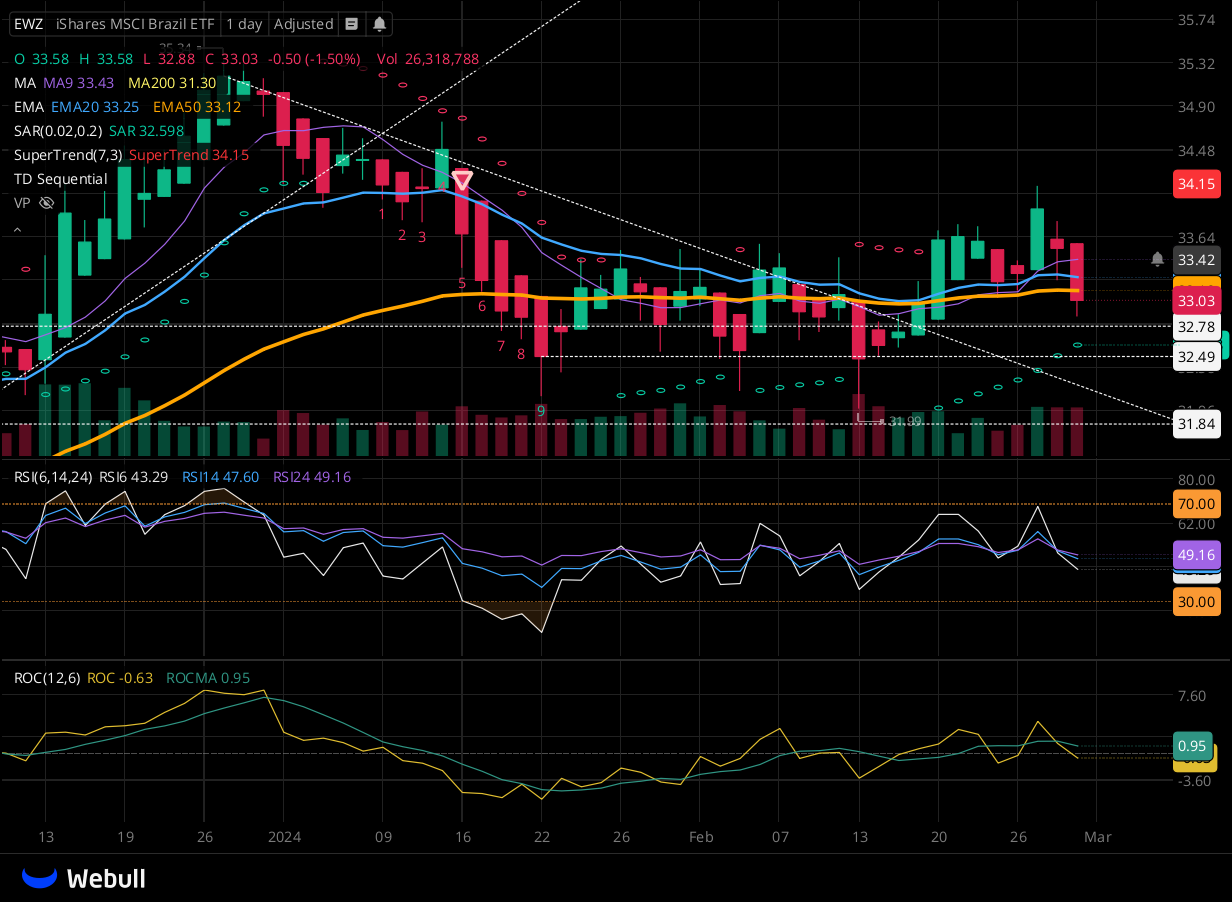 EWZ iShares MSCI Brazil ETF 1 day Adjusted
35.74
O 33.58 H 33.58 L 32.88 C 33.03 -0.50 (-1.50%) Vol 26,318,788
35.32
MA MA9 33.43 MA200 31.30
EMA EMA20 33.25 EMA50 33.12
34.90
SAR(0.02,0.2) SAR 32.598
SuperTrend(7,3) SuperTrend 34.15
34.48
TD Sequential
34.15
VP
1
2 3 4
33.64
33.42
5
6
33.03
7 8
32.78
32.49
9
31.99
31.84
RSI(6,14,24) RSI6 43.29 RSI14 47.60 RSI24 49.16
80.00
70.00
62.00
49.16
30.00
ROC(12,6) ROC -0.63 ROCMA 0.95
7.60
0.95
-3.60
13 19 26 2024 09 16 22 26 Feb 07 13 20 26 Mar
Webull